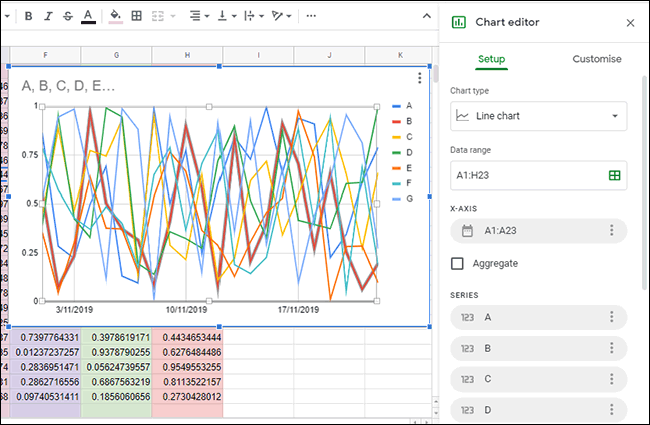 B I S A
Chart editor
Setup Customise
F G H I J K
A, B, C, D, E...
1
0.75
0.5
0.25
0
3/11/2019 10/11/2019 17/11/2019
A
B
C
D
E
F
G
0.7397764331 0.3978619171 0.4434653444
0.01237237257 0.9378790255 0.6276484486
0.2836951471 0.05624739557 0.9549553255
0.2862716556 0.6867563219 0.8113522157
0.09740531411 0.1856060656 0.2730428012
Chart type
Line chart
Data range
A1:H23
X-AXIS
A1:A23
Aggregate
SERIES
123 A
123 B
123 C
123 D